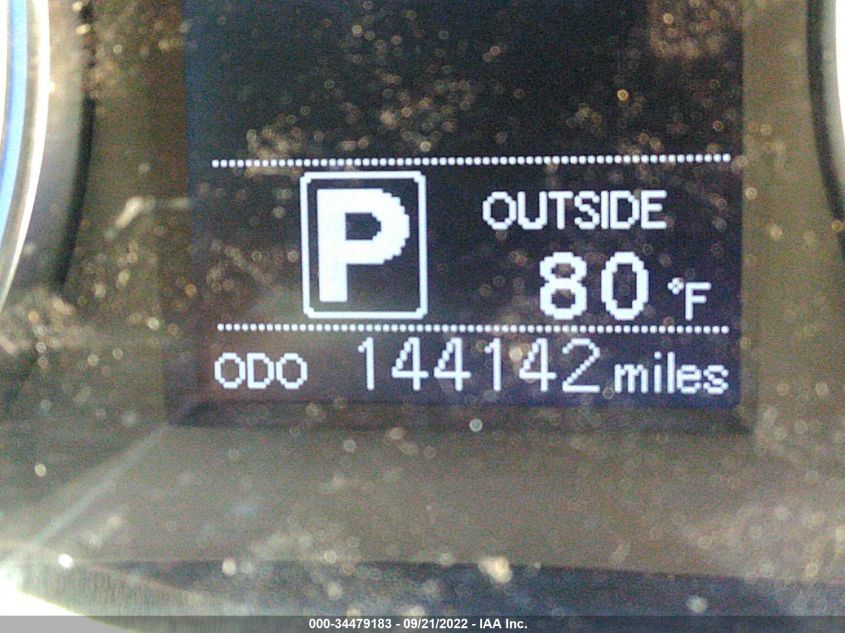 P
OUTSIDE
80 °F
ODO 144142 miles
000-34479183 - 09/21/2022 - IAA Inc.